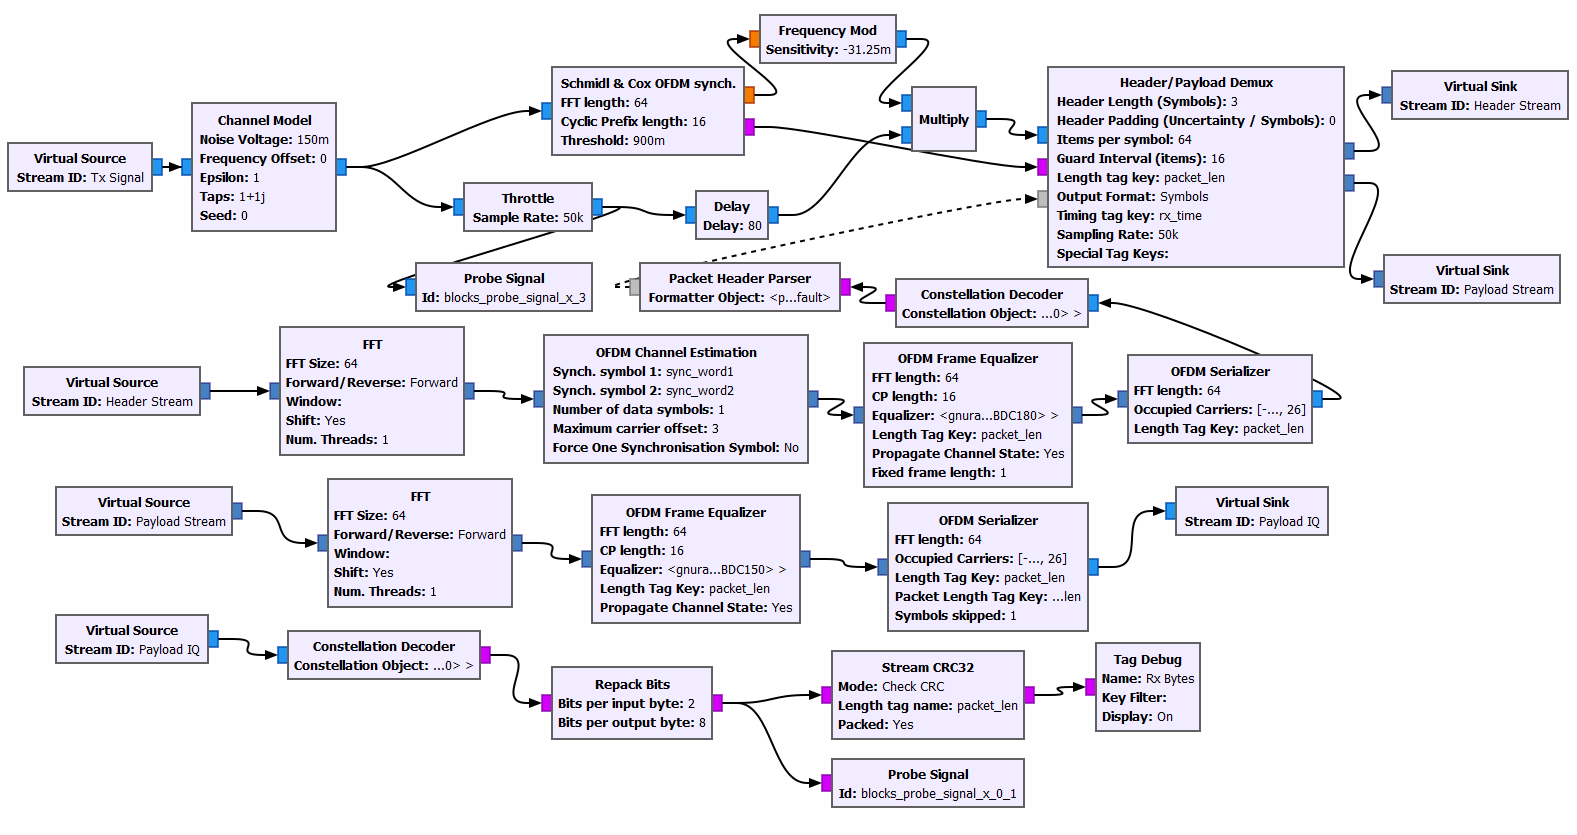 Frequency Mod
Sensitivity: -31.25m
Schmidl & Cox OFDM synch.
FFT length: 64
Cyclic Prefix length: 16
Threshold: 900m
Header/Payload Demux
Header Length (Symbols): 3
Header Padding (Uncertainty / Symbols): 0
Items per symbol: 64
Guard Interval (items): 16
Length tag key: packet_len
Output Format: Symbols
Timing tag key: rx_time
Sampling Rate: 50k
Special Tag Keys:
Virtual Sink
Stream ID: Header Stream
Channel Model
Noise Voltage: 150m
Frequency Offset: 0
Epsilon: 1
Taps: 1+1j
Seed: 0
Multiply
Virtual Source
Stream ID: Tx Signal
Throttle
Sample Rate: 50k
Delay
Delay: 80
Probe Signal
Id: blocks_probe_signal_x_3
Packet Header Parser
Formatter Object: <p...fault>
Constellation Decoder
Constellation Object: ...0> >
Virtual Sink
Stream ID: Payload Stream
Virtual Source
Stream ID: Header Stream
FFT
FFT Size: 64
Forward/Reverse: Forward
Window:
Shift: Yes
Num. Threads: 1
OFDM Channel Estimation
Synch. symbol 1: sync_word1
Synch. symbol 2: sync_word2
Number of data symbols: 1
Maximum carrier offset: 3
Force One Synchronisation Symbol: No
OFDM Frame Equalizer
FFT length: 64
CP length: 16
Equalizer: <gnura...BDC180> >
Length Tag Key: packet_len
Propagate Channel State: Yes
Fixed frame length: 1
OFDM Serializer
FFT length: 64
Occupied Carriers: [-..., 26]
Length Tag Key: packet_len
Virtual Source
Stream ID: Payload Stream
FFT
FFT Size: 64
Forward/Reverse: Forward
Window:
Shift: Yes
Num. Threads: 1
OFDM Frame Equalizer
FFT length: 64
CP length: 16
Equalizer: <gnura...BDC150> >
Length Tag Key: packet_len
Propagate Channel State: Yes
OFDM Serializer
FFT length: 64
Occupied Carriers: [-..., 26]
Length Tag Key: packet_len
Packet Length Tag Key: ...len
Symbols skipped: 1
Virtual Sink
Stream ID: Payload IQ
Virtual Source
Stream ID: Payload IQ
Constellation Decoder
Constellation Object: ...0> >
Repack Bits
Bits per input byte: 2
Bits per output byte: 8
Stream CRC32
Mode: Check CRC
Length tag name: packet_len
Packed: Yes
Tag Debug
Name: Rx Bytes
Key Filter:
Display: On
Probe Signal
Id: blocks_probe_signal_x_0_1